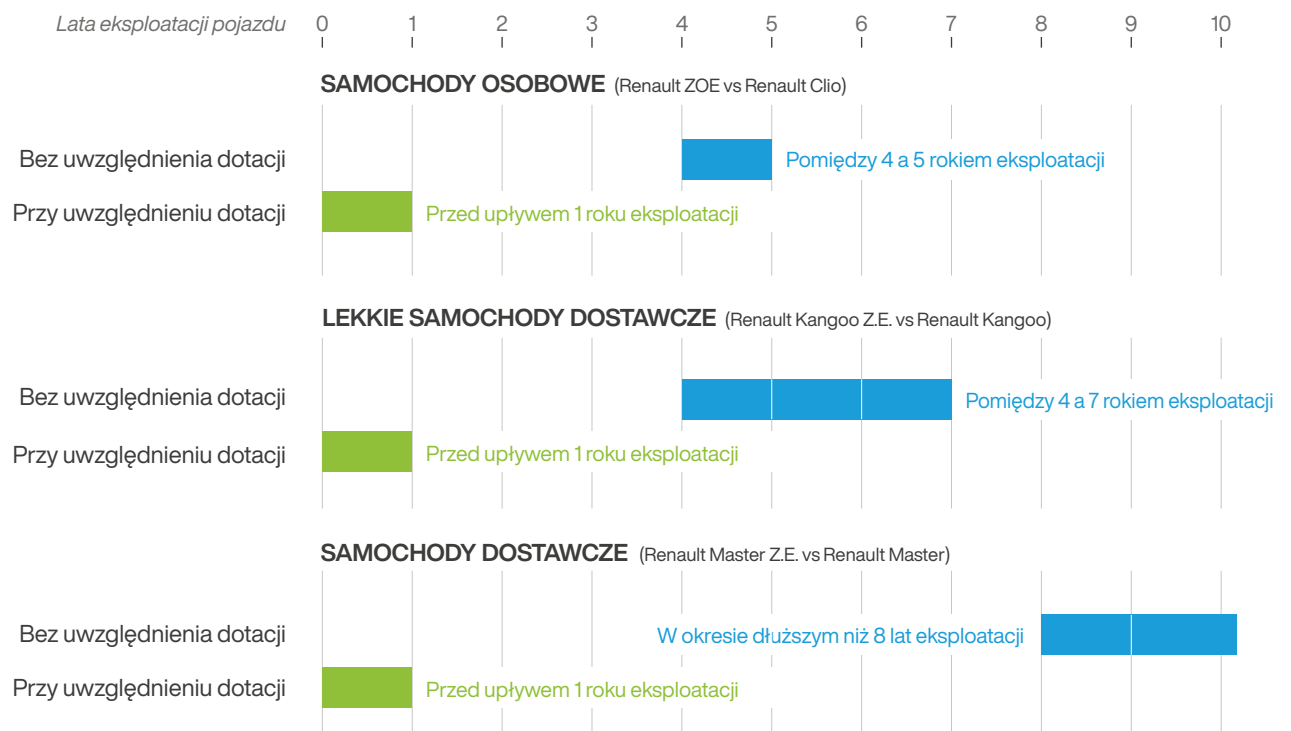 Lata eksploatacji pojazdu 0 1 2 3 4 5 6 7 8 9 10
SAMOCHODY OSOBOWE (Renault ZOE vs Renault Clio)
Bez uwzględnienia dotacji Pomiędzy 4 a 5 rokiem eksploatacji
Przy uwzględnieniu dotacji Przed upływem 1 roku eksploatacji
LEKKIE SAMOCHODY DOSTAWCZE (Renault Kangoo Z.E. vs Renault Kangoo)
Bez uwzględnienia dotacji Pomiędzy 4 a 7 rokiem eksploatacji
Przy uwzględnieniu dotacji Przed upływem 1 roku eksploatacji
SAMOCHODY DOSTAWCZE (Renault Master Z.E. vs Renault Master)
Bez uwzględnienia dotacji W okresie dłuższym niż 8 lat eksploatacji
Przy uwzględnieniu dotacji Przed upływem 1 roku eksploatacji